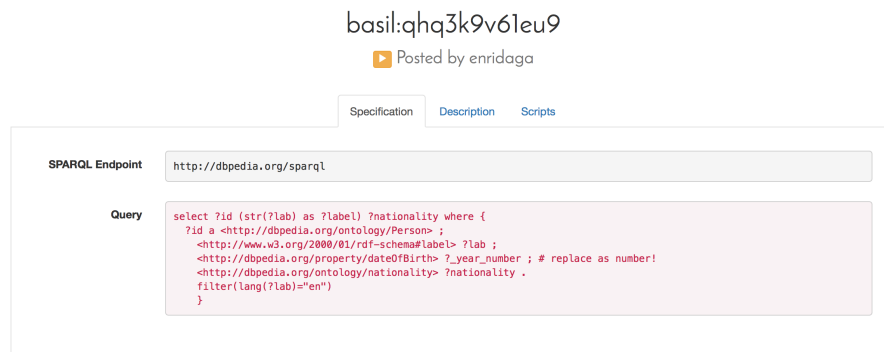 basil:qhq3k9v61eu9
Posted by enridaga
Specification Description Scripts
SPARQL Endpoint http://dbpedia.org/sparql
Query select ?id (str(?lab) as ?label) ?nationality where {
?id a <http://dbpedia.org/ontology/Person> ;
<http://www.w3.org/2000/01/rdf-schema#label> ?lab ;
<http://dbpedia.org/property/dateOfBirth> ?_year_number ; # replace as number!
<http://dbpedia.org/ontology/nationality> ?nationality .
filter(lang(?lab)="en")
}